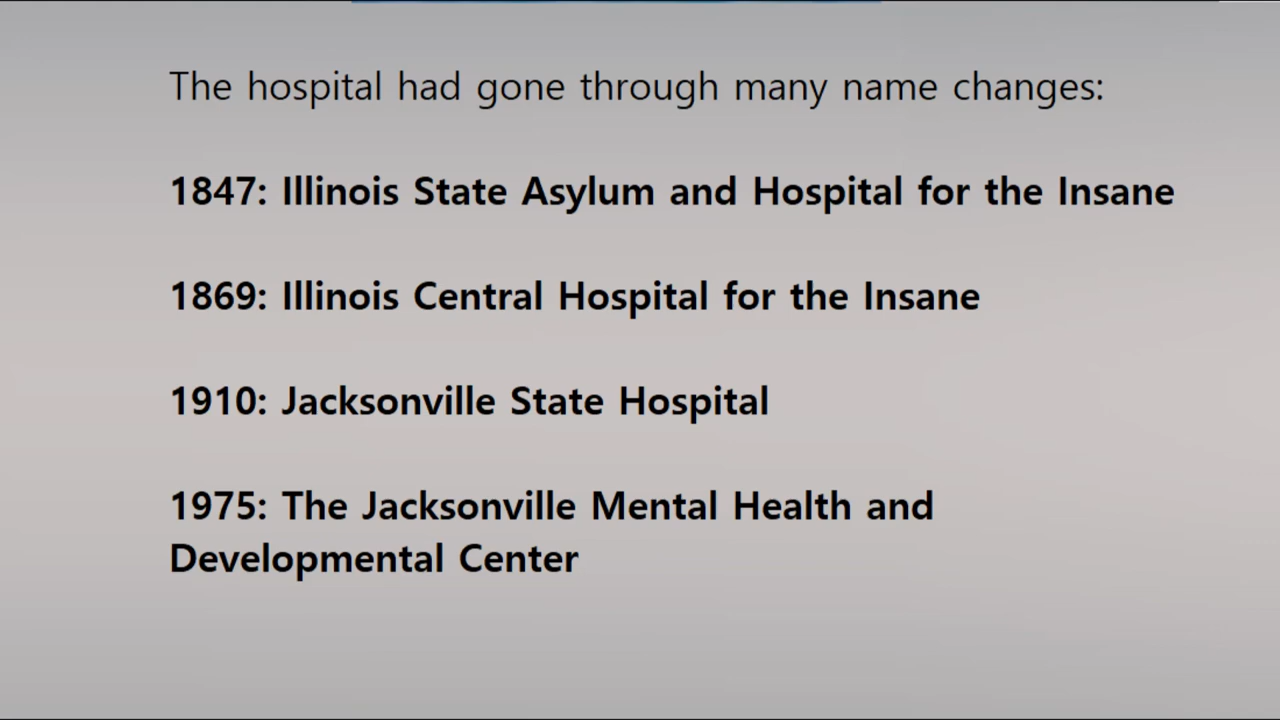 The hospital had gone through many name changes:
1847: Illinois State Asylum and Hospital for the Insane
1869: Illinois Central Hospital for the Insane
1910: Jacksonville State Hospital
1975: The Jacksonville Mental Health and
Developmental Center